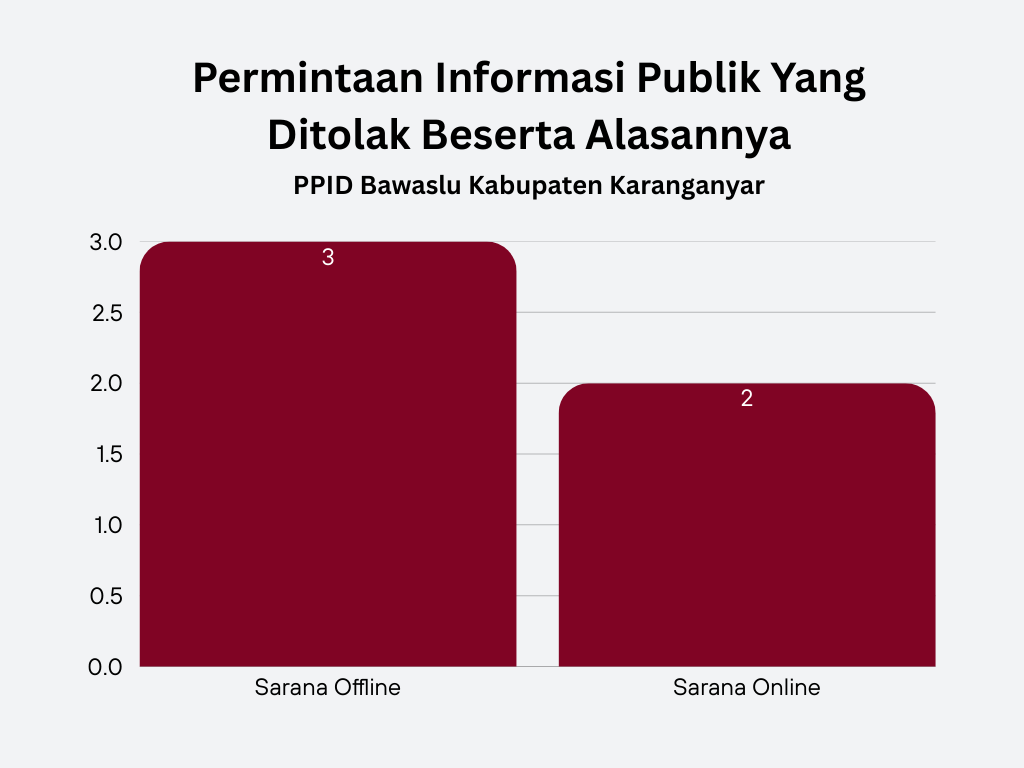 Permintaan Informasi Publik Yang
Ditolak Beserta Alasannya
PPID Bawaslu Kabupaten Karanganyar
3.0
2.5
2.0
1.5
1.0
0.5
0.0
3
2
Sarana Offline
Sarana Online